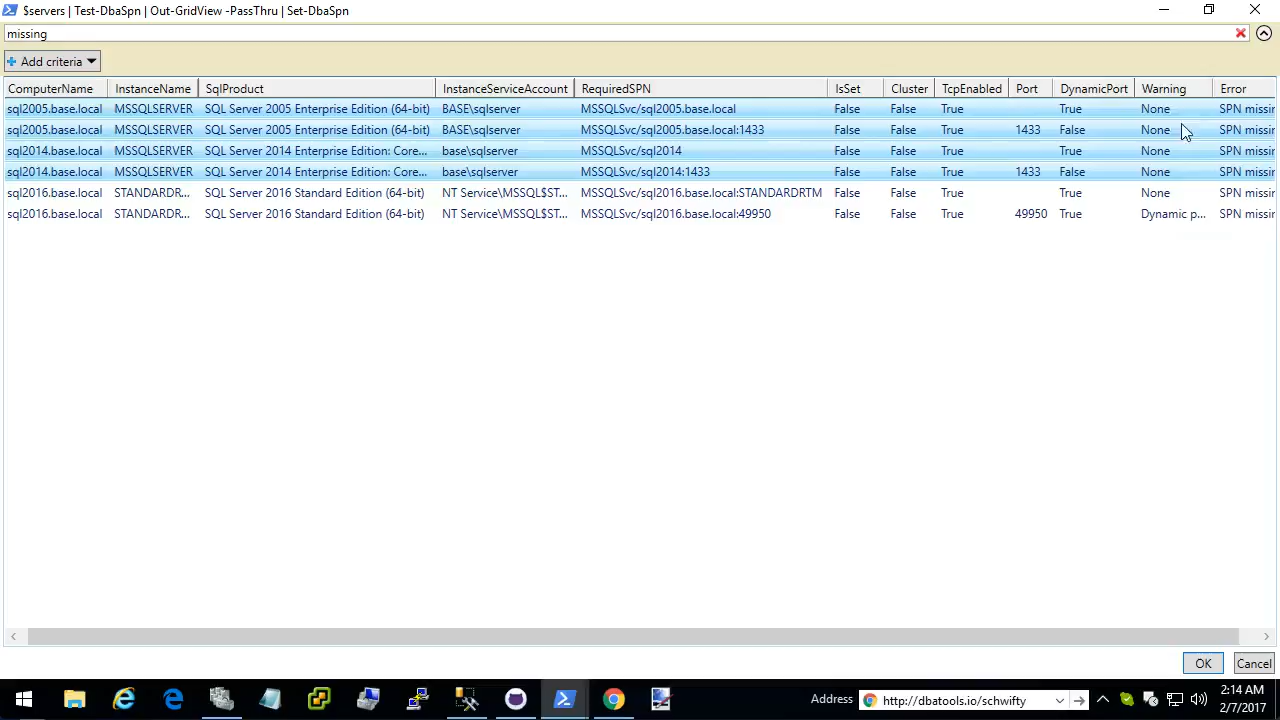 $servers | Test-DbaSpn | Out-GridView -PassThru | Set-DbaSpn
missing
Add criteria
ComputerName InstanceName SqlProduct InstanceServiceAccount RequiredSPN IsSet Cluster TcpEnabled Port DynamicPort Warning Error
sql2005.base.local MSSQLSERVER SQL Server 2005 Enterprise Edition (64-bit) BASE\sqlserver MSSQLSvc/sql2005.base.local False False True True None SPN missin
sql2005.base.local MSSQLSERVER SQL Server 2005 Enterprise Edition (64-bit) BASE\sqlserver MSSQLSvc/sql2005.base.local:1433 False False True 1433 False None SPN missin
sql2014.base.local MSSQLSERVER SQL Server 2014 Enterprise Edition: Core... base\sqlserver MSSQLSvc/sql2014 False False True True None SPN missin
sql2014.base.local MSSQLSERVER SQL Server 2014 Enterprise Edition: Core... base\sqlserver MSSQLSvc/sql2014:1433 False False True 1433 False None SPN missin
sql2016.base.local STANDARDR... SQL Server 2016 Standard Edition (64-bit) NT Service\MSSQL$ST... MSSQLSvc/sql2016.base.local:STANDARDRTM False False True True None SPN missin
sql2016.base.local STANDARDR... SQL Server 2016 Standard Edition (64-bit) NT Service\MSSQL$ST... MSSQLSvc/sql2016.base.local:49950 False False True 49950 True Dynamic p... SPN missin
OK Cancel
Address http://dbatools.io/schwifty
2:14 AM
2/7/2017